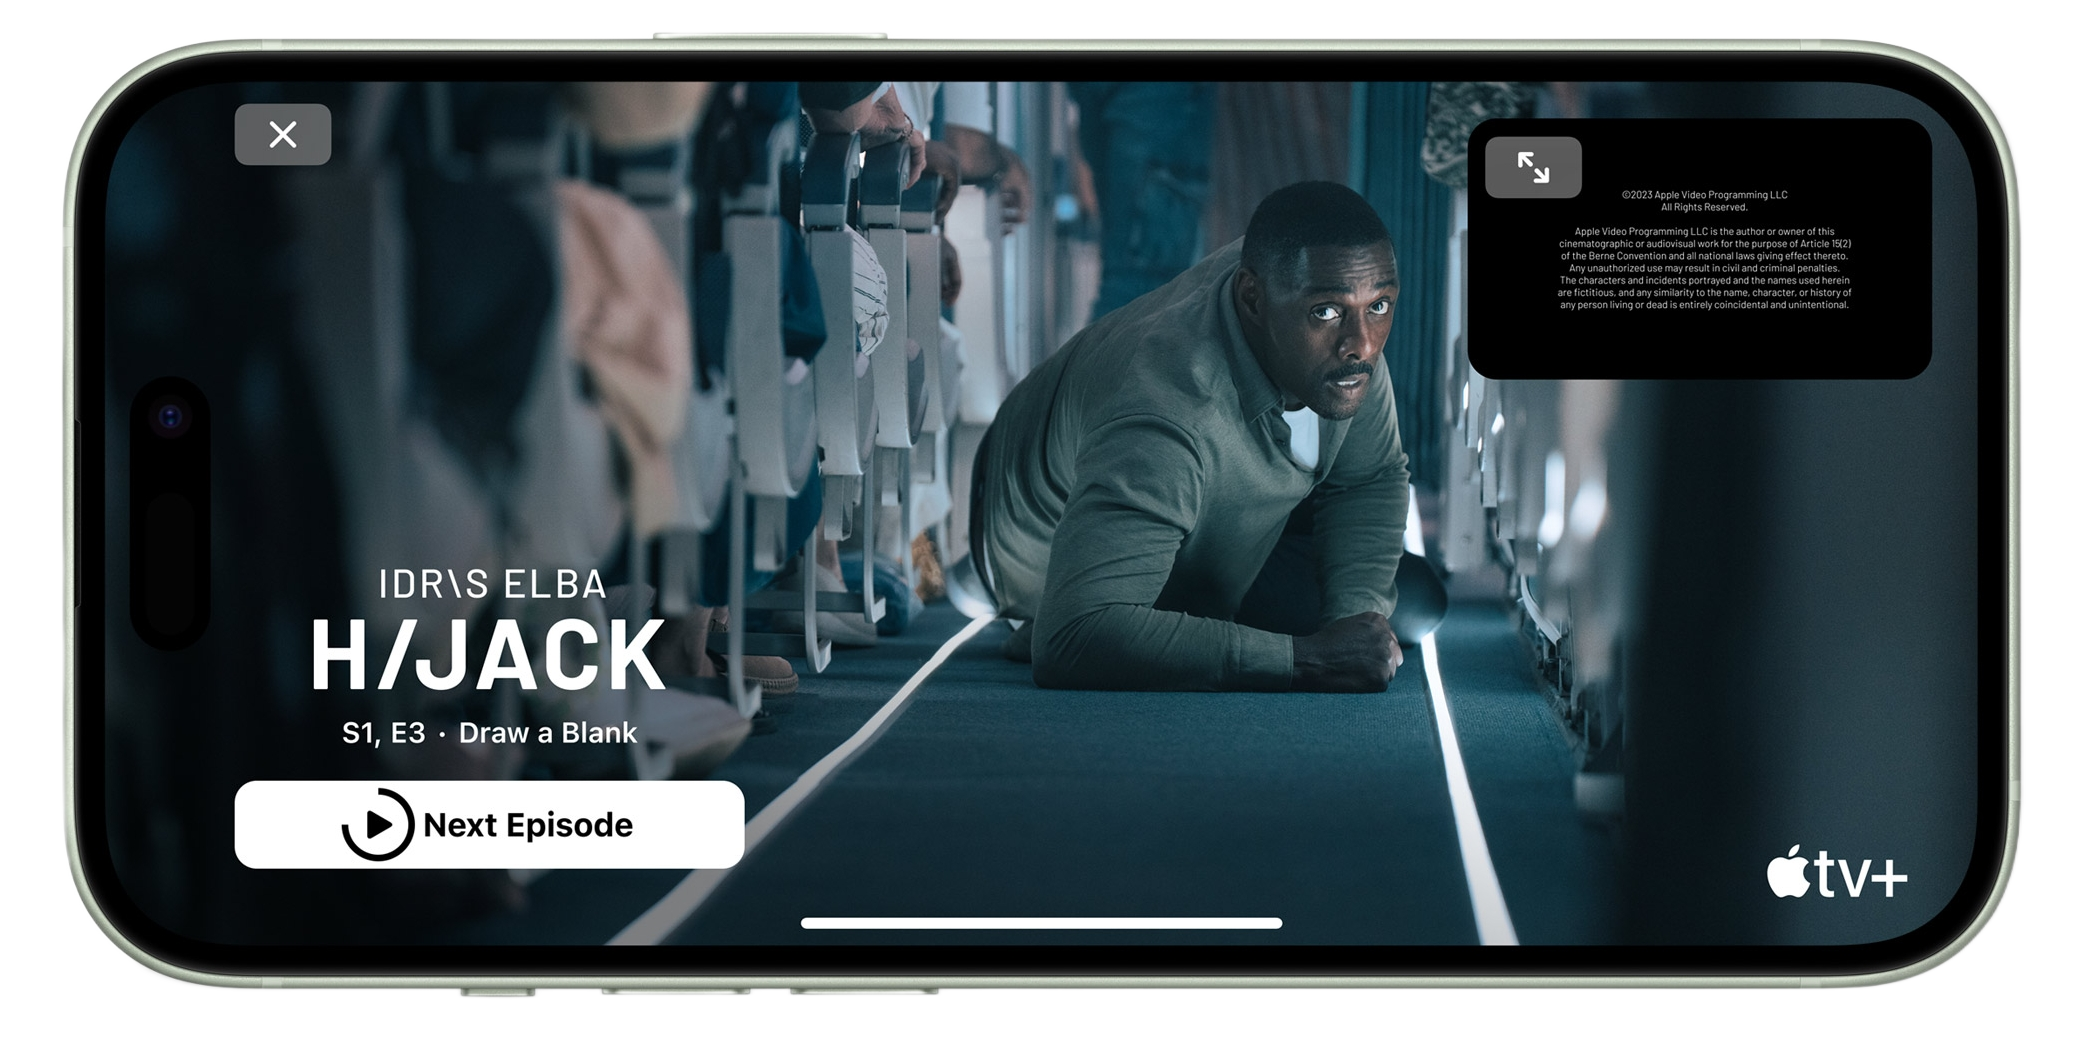 ©2023 Apple Video Programming LLC
All Rights Reserved.
Apple Video Programming LLC is the author or owner of this
cinematographic or audiovisual work for the purpose of Article 15(2)
of the Berne Convention and all national laws giving effect thereto.
Any unauthorized use may result in civil and criminal penalties.
The characters and incidents portrayed and the names used herein
are fictitious, and any similarity to the name, character, or history of
any person living or dead is entirely coincidental and unintentional.
IDR\S ELBA
H/JACK
S1, E3 · Draw a Blank
Next Episode
tv+